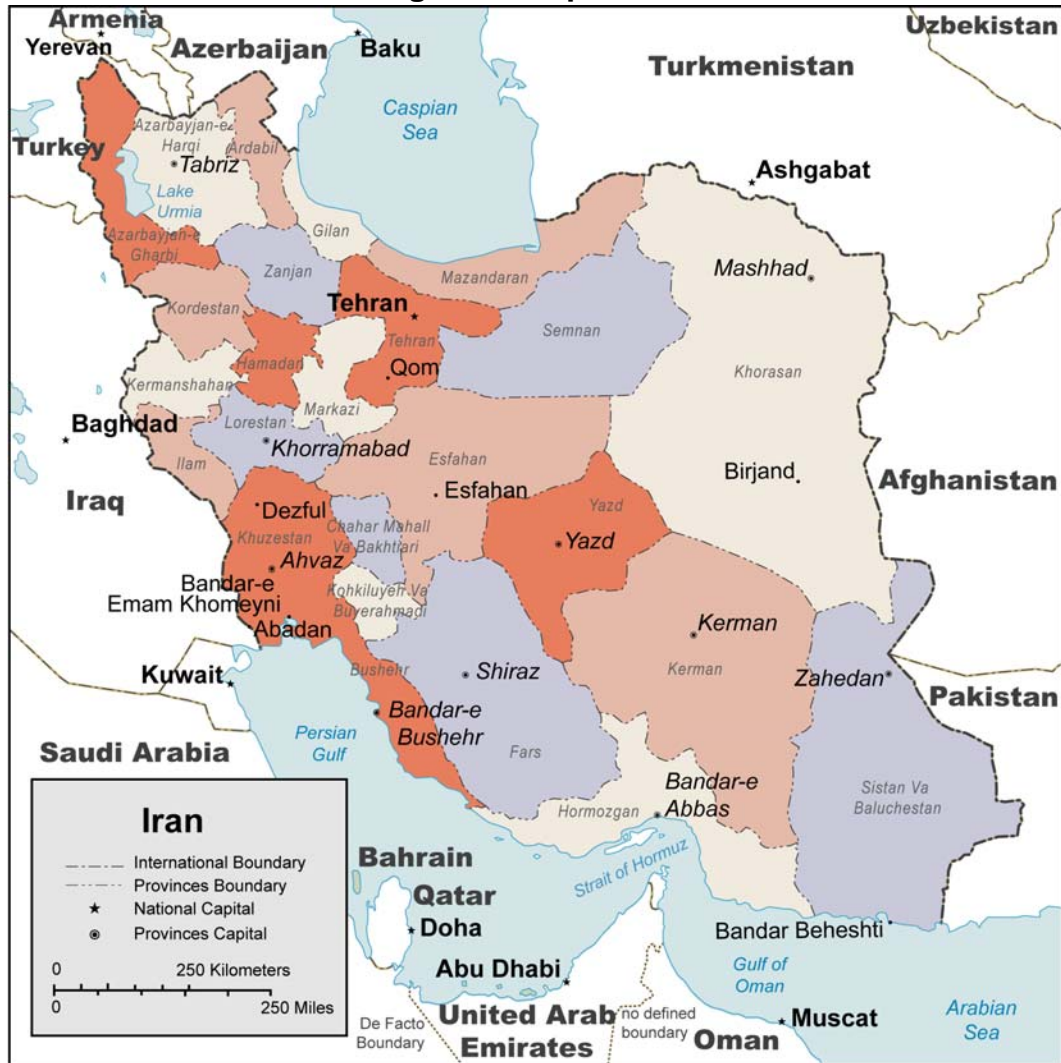 Armenia
Yerevan
Azerbaijan
Baku
Uzbekistan
Turkmenistan
Caspian
Sea
Turkey
Azarbayjan-e
Harqi
Ardabil
Tabriz
Ashgabat
Lake
Urmia
Gilan
Azarbayjan-e
Gharbi
Zanjan
Mazandaran
Mashhad
Tehran
Kordestan
Semnan
Tehran
Hamadan
Qom
Khorasan
Kermanshahan
Markazi
Baghdad
Lorestan
Khorramabad
Ilam
Esfahan
Birjand
Afghanistan
Iraq
Esfahan
Yazd
Dezful
Khuzestan
Chahar Mahall
Va Bakhtiari
Yazd
Ahvaz
Bandar-e
Emam Khomeyni
Kohkiluyeh Va
Buyerahmadi
Abadan
Kerman
Kuwait
Bushehr
Shiraz
Kerman
Zahedan
Pakistan
Bandar-e
Bushehr
Saudi Arabia
Persian
Gulf
Fars
Sistan Va
Baluchestan
Bandar-e
Abbas
Hormozgan
Iran
International Boundary
Provinces Boundary
National Capital
Provinces Capital
0 250 Kilometers
0 250 Miles
Bahrain
Strait of Hormuz
Qatar
Doha
Bandar Beheshti
Abu Dhabi
Gulf of
Oman
Arabian
Sea
De Facto
Boundary
United Arab
Emirates
no defined
boundary
Oman
Muscat